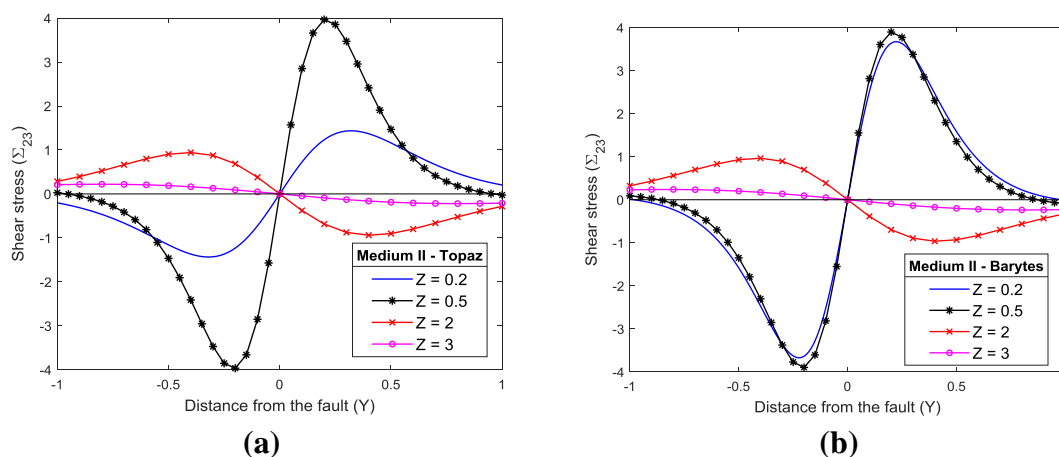 4
3
2
1
0
-1
-2
-3
-4
Shear stress (Σ23)
-1
-0.5
0
0.5
1
Distance from the fault (Y)
Medium II - Topaz
Z = 0.2
Z = 0.5
Z = 2
Z = 3
(a)
4
3
2
1
0
-1
-2
-3
-4
Shear stress (Σ23)
-1
-0.5
0
0.5
Distance from the fault (Y)
Medium II - Barytes
Z = 0.2
Z = 0.5
Z = 2
Z = 3
(b)